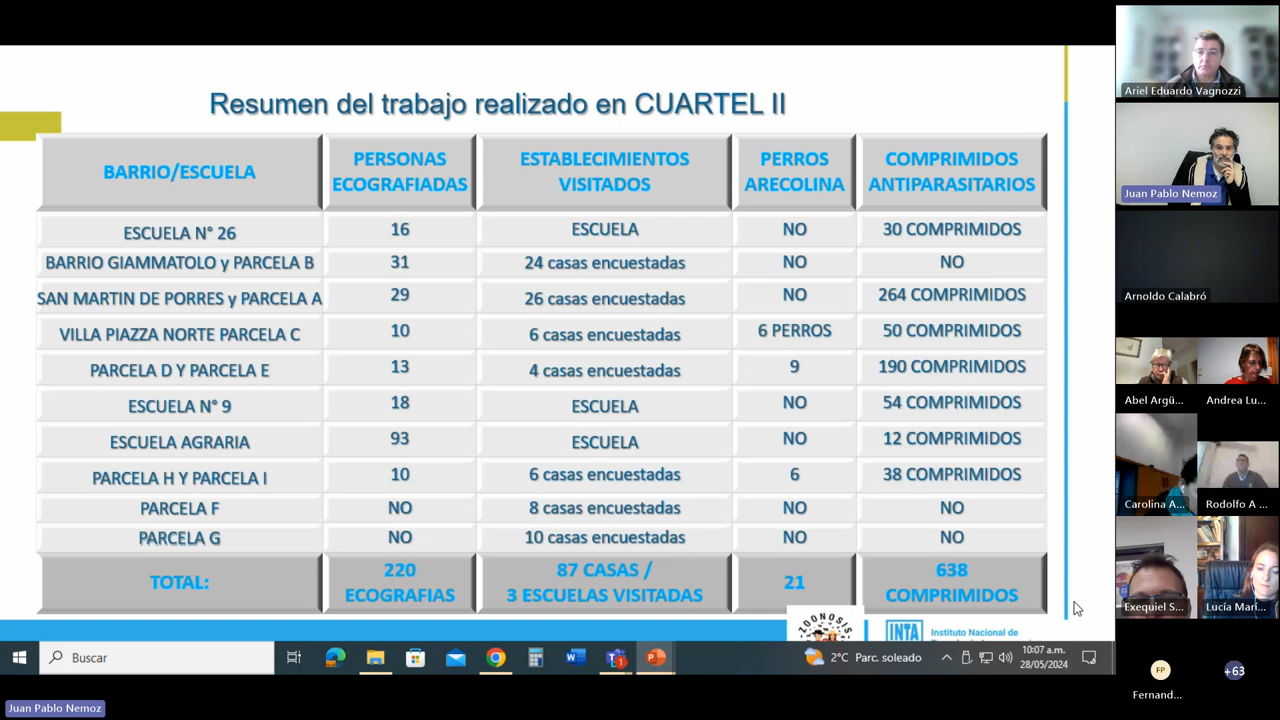 Resumen del trabajo realizado en CUARTEL II
BARRIO/ESCUELA
PERSONAS
ECOGRAFIADAS
ESTABLECIMIENTOS
VISITADOS
PERROS
ARECOLINA
COMPRIMIDOS
ANTIPARASITARIOS
ESCUELA N° 26
16
ESCUELA
NO
30 COMPRIMIDOS
BARRIO GIAMMATOLO y PARCELA B
31
24 casas encuestadas
NO
NO
SAN MARTIN DE PORRES y PARCELA A
29
26 casas encuestadas
NO
264 COMPRIMIDOS
VILLA PIAZZA NORTE PARCELA C
10
6 casas encuestadas
6 PERROS
50 COMPRIMIDOS
PARCELA D Y PARCELA E
13
4 casas encuestadas
9
190 COMPRIMIDOS
ESCUELA N° 9
18
ESCUELA
NO
54 COMPRIMIDOS
ESCUELA AGRARIA
93
ESCUELA
NO
12 COMPRIMIDOS
PARCELA H Y PARCELA I
10
6 casas encuestadas
6
38 COMPRIMIDOS
PARCELA F
NO
8 casas encuestadas
NO
NO
PARCELA G
NO
10 casas encuestadas
NO
NO
TOTAL:
220
ECOGRAFIAS
87 CASAS /
3 ESCUELAS VISITADAS
21
638
COMPRIMIDOS
ZOONOSIS
INTA
Instituto Nacional de
Buscar
2°C Parc. soleado
10:07 a.m.
28/05/2024
Ariel Eduardo Vagnozzi
Juan Pablo Nemoz
Arnoldo Calabró
Abel Argü...
Andrea Lu...
Carolina A...
Rodolfo A ...
Exequiel S...
Lucía Mari...
FP
Fernand...
+63
Juan Pablo Nemoz